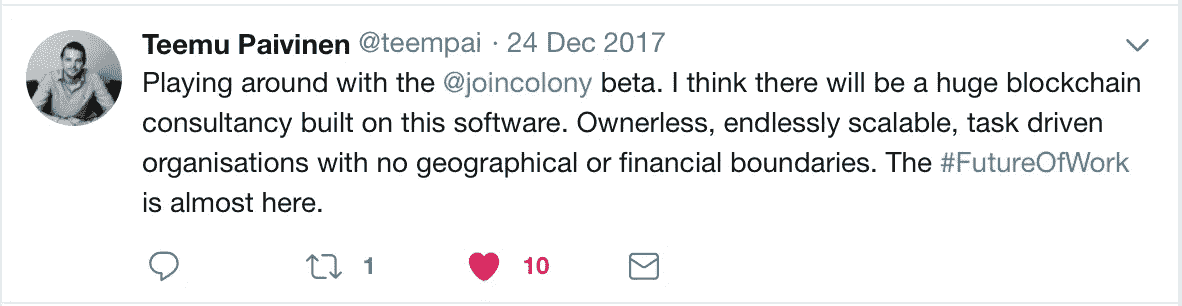 Teemu Paivinen @teempai · 24 Dec 2017
Playing around with the @joincolony beta. I think there will be a huge blockchain
consultancy built on this software. Ownerless, endlessly scalable, task driven
organisations with no geographical or financial boundaries. The #FutureOfWork
is almost here.
1 10